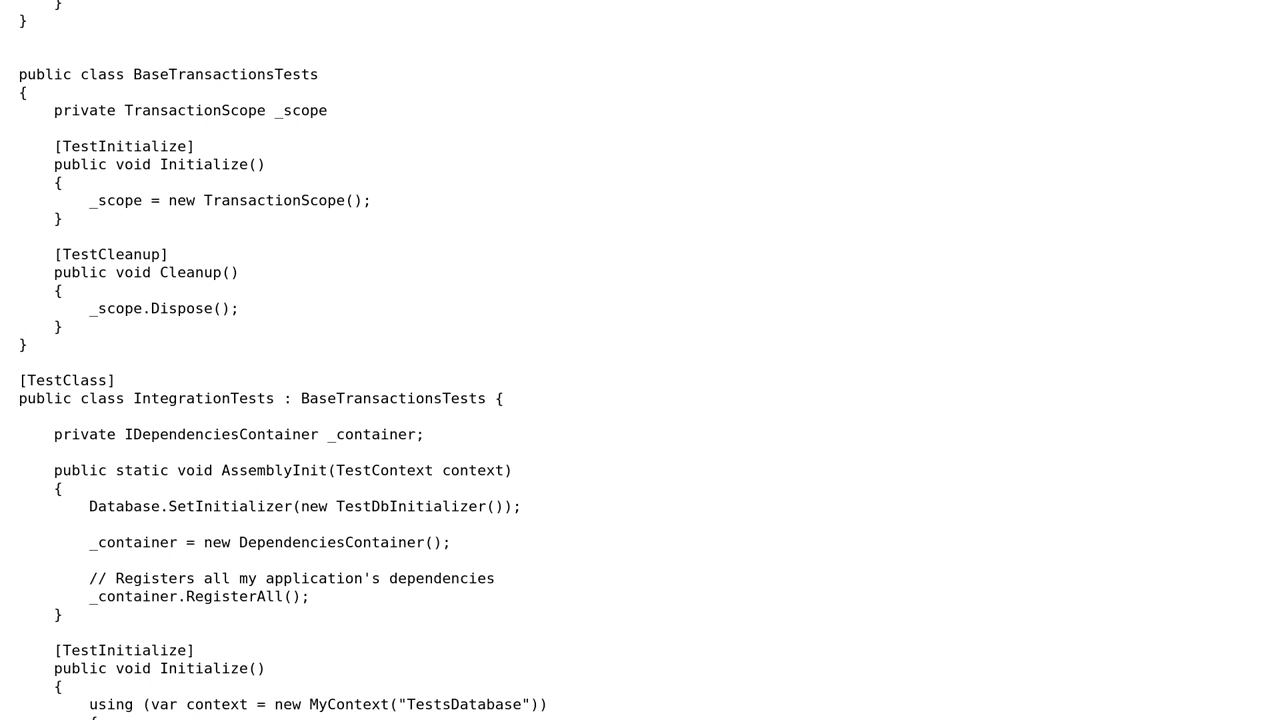 }
}
public class BaseTransactionsTests
{
    private TransactionScope _scope
    [TestInitialize]
    public void Initialize()
    {
        _scope = new TransactionScope();
    }
    [TestCleanup]
    public void Cleanup()
    {
        _scope.Dispose();
    }
}
[TestClass]
public class IntegrationTests : BaseTransactionsTests {
    private IDependenciesContainer _container;
    public static void AssemblyInit(TestContext context)
    {
        Database.SetInitializer(new TestDbInitializer());
        _container = new DependenciesContainer();
        // Registers all my application's dependencies
        _container.RegisterAll();
    }
    [TestInitialize]
    public void Initialize()
    {
        using (var context = new MyContext("TestsDatabase"))
        {